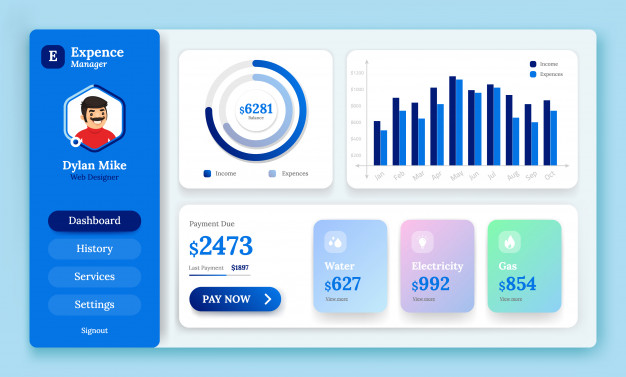 E
Expence
Manager
Dylan Mike
Web Designer
Dashboard
History
Services
Settings
Signout
$6281
Balance
Income
Expences
Income
Expences
$1200
$1000
$800
$600
$400
$200
Jan
Feb
Mar
Apr
May
Jun
Jul
Aug
Sep
Oct
Payment Due
$2473
Last Payment $1897
PAY NOW
Water
$627
View more
Electricity
$992
View more
Gas
$854
View more